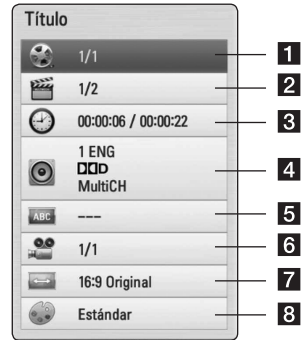 Título
1/1
1
1/2
2
00:00:06 / 00:00:22
3
1 ENG
DD D
MultiCH
4
ABC
---
5
1/1
6
16:9 Original
7
Estándar
8